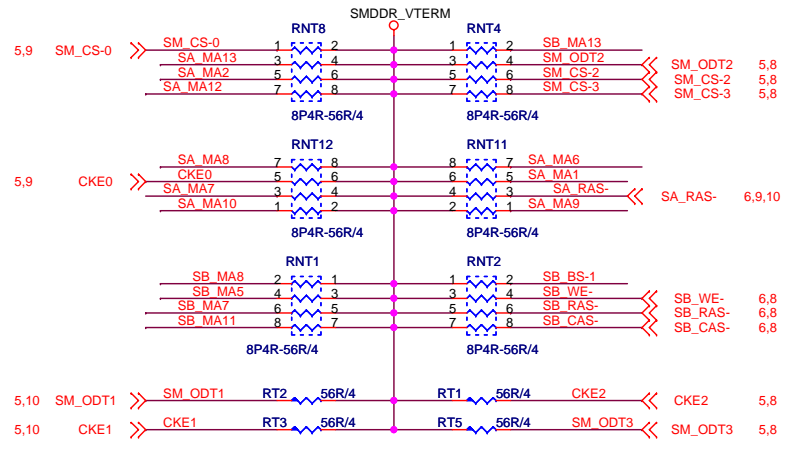 SMDDR_VTERM
RNT8 RNT4
5,9 SM_CS-0 SM_CS-0 1 2 1 2 SB_MA13
SA_MA13 3 4 3 4 SM_ODT2 SM_ODT2 5,8
SA_MA2 5 6 5 6 SM_CS-2 SM_CS-2 5,8
SA_MA12 7 8 7 8 SM_CS-3 SM_CS-3 5,8
8P4R-56R/4 8P4R-56R/4
RNT12 RNT11
SA_MA8 7 8 8 7 SA_MA6
5,9 CKE0 CKE0 5 6 6 5 SA_MA1
SA_MA7 3 4 4 3 SA_RAS- SA_RAS- 6,9,10
SA_MA10 1 2 2 1 SA_MA9
8P4R-56R/4 8P4R-56R/4
RNT1 RNT2
SB_MA8 2 1 1 2 SB_BS-1
SB_MA5 4 3 3 4 SB_WE- SB_WE- 6,8
SB_MA7 6 5 5 6 SB_RAS- SB_RAS- 6,8
SB_MA11 8 7 7 8 SB_CAS- SB_CAS- 6,8
8P4R-56R/4 8P4R-56R/4
5,10 SM_ODT1 SM_ODT1 RT2 56R/4 RT1 56R/4 CKE2 CKE2 5,8
5,10 CKE1 CKE1 RT3 56R/4 RT5 56R/4 SM_ODT3 SM_ODT3 5,8